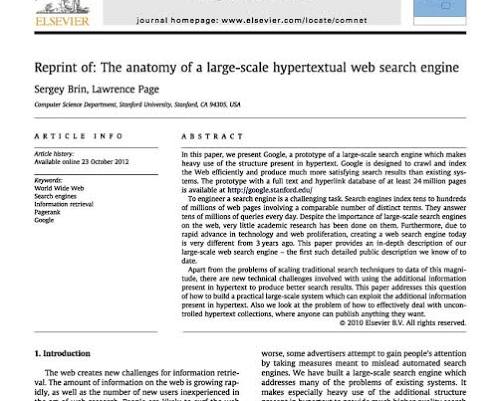 ELSEVIER
journal homepage: www.elsevier.com/locate/comnet
Reprint of: The anatomy of a large-scale hypertextual web search engine
Sergey Brin, Lawrence Page
Computer Science Department, Stanford University, Stanford, CA 94305, USA
ARTICLE INFO
Article history:
Available online 23 October 2012
Keywords:
World Wide Web
Search engines
Information retrieval
Pagerank
Google
ABSTRACT
In this paper, we present Google, a prototype of a large-scale search engine which makes
heavy use of the structure present in hypertext. Google is designed to crawl and index
the Web efficiently and produce much more satisfying search results than existing sys-
tems. The prototype with a full text and hyperlink database of at least 24 million pages
is available at http://google.stanford.edu/
To engineer a search engine is a challenging task. Search engines index tens to hundreds
of millions of web pages involving a comparable number of distinct terms. They answer
tens of millions of queries every day. Despite the importance of large-scale search engines
on the web, very little academic research has been done on them. Furthermore, due to
rapid advance in technology and web proliferation, creating a web search engine today
is very different from 3 years ago. This paper provides an in-depth description of our
large-scale web search engine – the first such detailed public description we know of to
date.
Apart from the problems of scaling traditional search techniques to data of this magni-
tude, there are new technical challenges involved with using the additional information
present in hypertext to produce better search results. This paper addresses this question
of how to build a practical large-scale system which can exploit the additional information
present in hypertext. Also we look at the problem of how to effectively deal with uncon-
trolled hypertext collections, where anyone can publish anything they want.
© 2010 Elsevier B.V. All rights reserved.
1. Introduction
The web creates new challenges for information retrie-
val. The amount of information on the web is growing rap-
idly, as well as the number of new users inexperienced in
worse, some advertisers attempt to gain people's attention
by taking measures meant to mislead automated search
engines. We have built a large-scale search engine which
addresses many of the problems of existing systems. It
makes especially heavy use of the additional structure